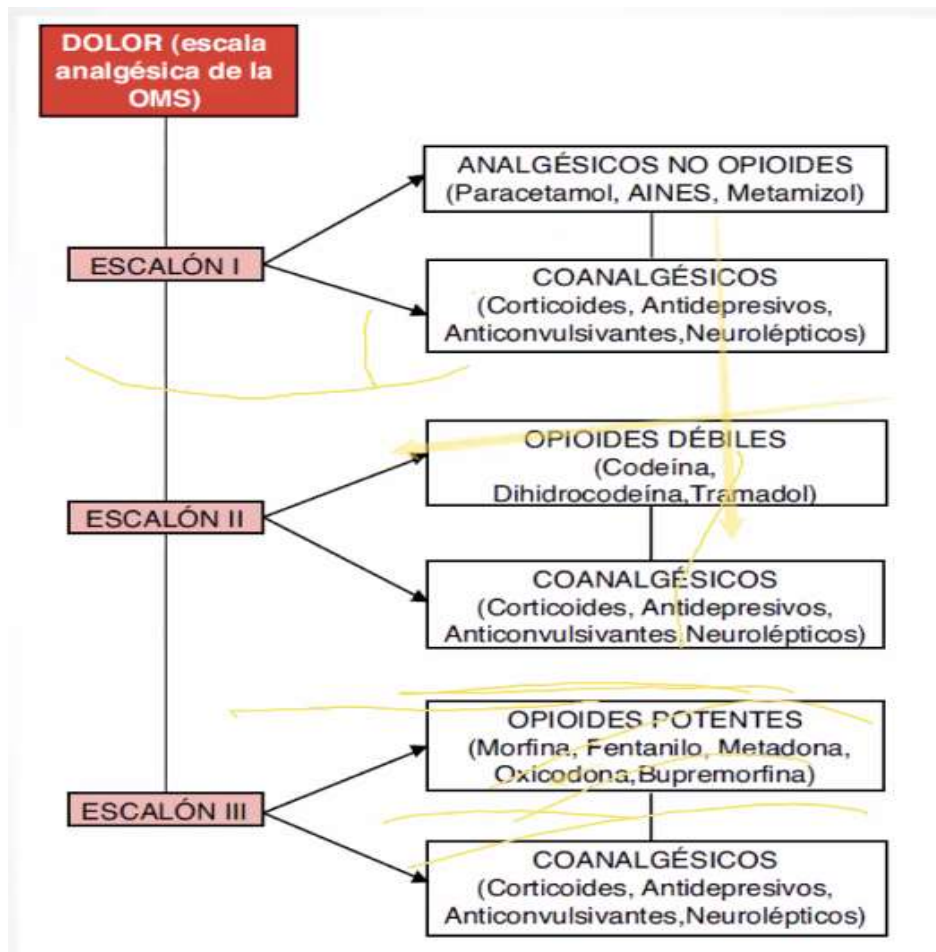 DOLOR (escala
analgésica de la
OMS)
ANALGÉSICOS NO OPIOIDES
(Paracetamol, AINES, Metamizol)
ESCALÓN I
COANALGÉSICOS
(Corticoides, Antidepresivos,
Anticonvulsivantes,Neurolépticos)
OPIOIDES DÉBILES
(Codeína,
Dihidrocodeína,Tramadol)
ESCALÓN II
COANALGÉSICOS
(Corticoides, Antidepresivos,
Anticonvulsivantes,Neurolépticos)
OPIOIDES POTENTES
(Morfina, Fentanilo, Metadona,
Oxicodona,Bupremorfina)
ESCALÓN III
COANALGÉSICOS
(Corticoides, Antidepresivos,
Anticonvulsivantes,Neurolépticos)